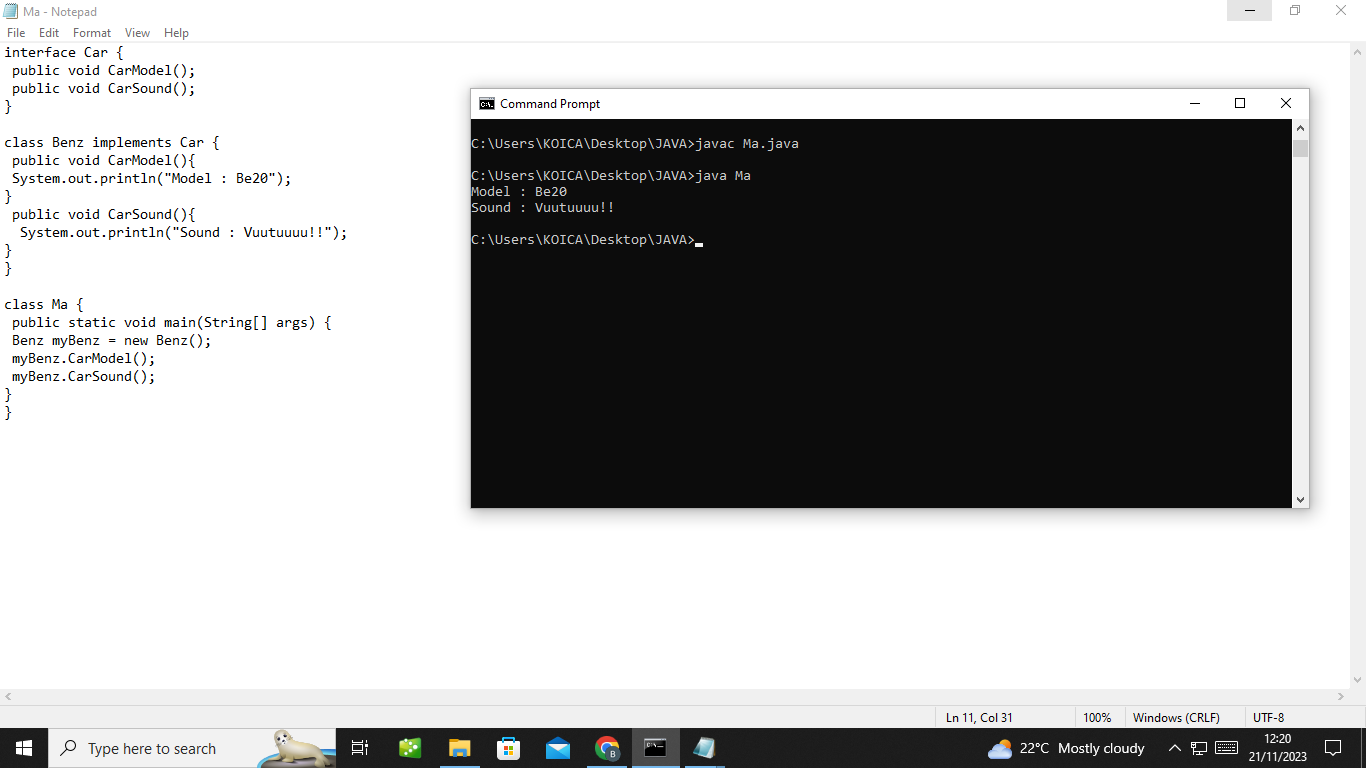 Ma - Notepad
File Edit Format View Help
interface Car {
 public void CarModel();
 public void CarSound();
}

class Benz implements Car {
 public void CarModel(){
 System.out.println("Model : Be20");
}
 public void CarSound(){
  System.out.println("Sound : Vuutuuuu!!");
}
}

class Ma {
 public static void main(String[] args) {
 Benz myBenz = new Benz();
 myBenz.CarModel();
 myBenz.CarSound();
}
}
Command Prompt
C:\Users\KOICA\Desktop\JAVA>javac Ma.java

C:\Users\KOICA\Desktop\JAVA>java Ma
Model : Be20
Sound : Vuutuuuu!!

C:\Users\KOICA\Desktop\JAVA>
Ln 11, Col 31 100% Windows (CRLF) UTF-8
Type here to search
22°C Mostly cloudy
12:20
21/11/2023